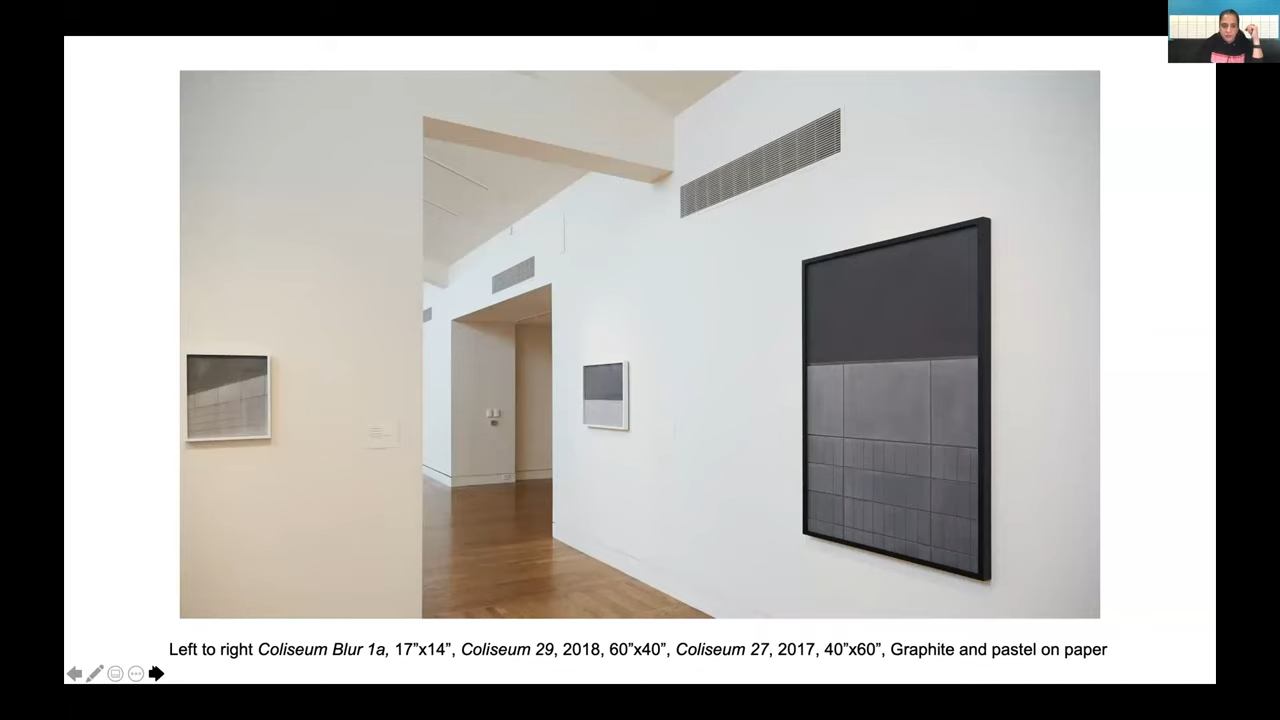 Left to right Coliseum Blur 1a, 17”x14”, Coliseum 29, 2018, 60”x40”, Coliseum 27, 2017, 40”x60”, Graphite and pastel on paper